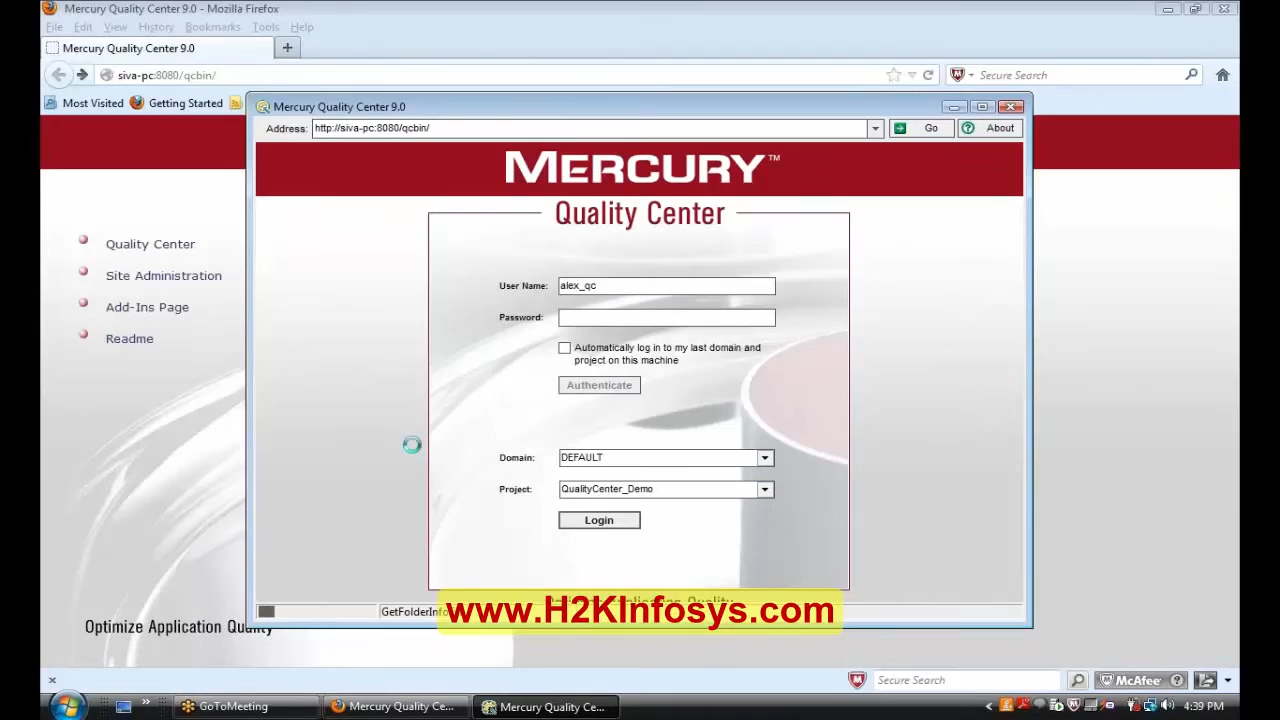 Mercury Quality Center 9.0 - Mozilla Firefox
File Edit View History Bookmarks Tools Help
Mercury Quality Center 9.0
siva-pc:8080/qcbin/
Secure Search
Most Visited Getting Started
Mercury Quality Center 9.0
Address: http://siva-pc:8080/qcbin/ Go About
MERCURY™
Quality Center
Quality Center
Site Administration
Add-Ins Page
Readme
User Name: alex_qc
Password:
Automatically log in to my last domain and
project on this machine
Authenticate
Domain: DEFAULT
Project: QualityCenter_Demo
Login
www.H2KInfosys.com
Optimize Application Quality
Secure Search McAfee
GoToMeeting Mercury Quality Ce... Mercury Quality Ce... 4:39 PM